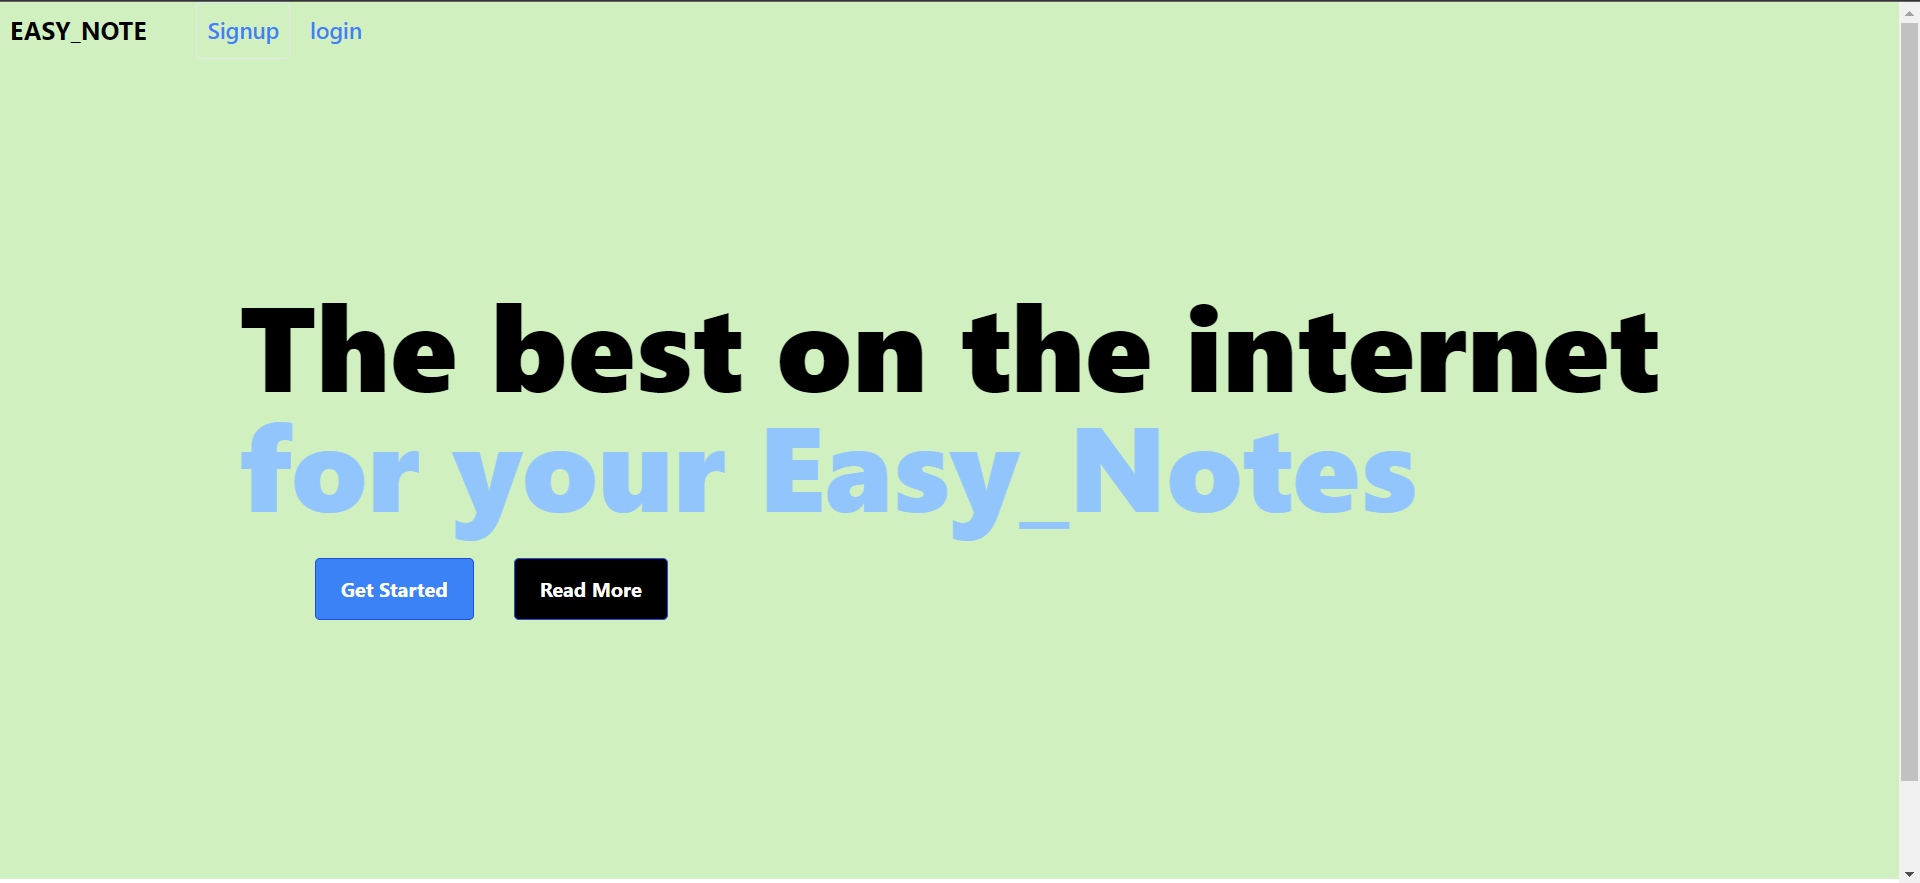 EASY_NOTE Signup login
The best on the internet
for your Easy_Notes
Get Started Read More